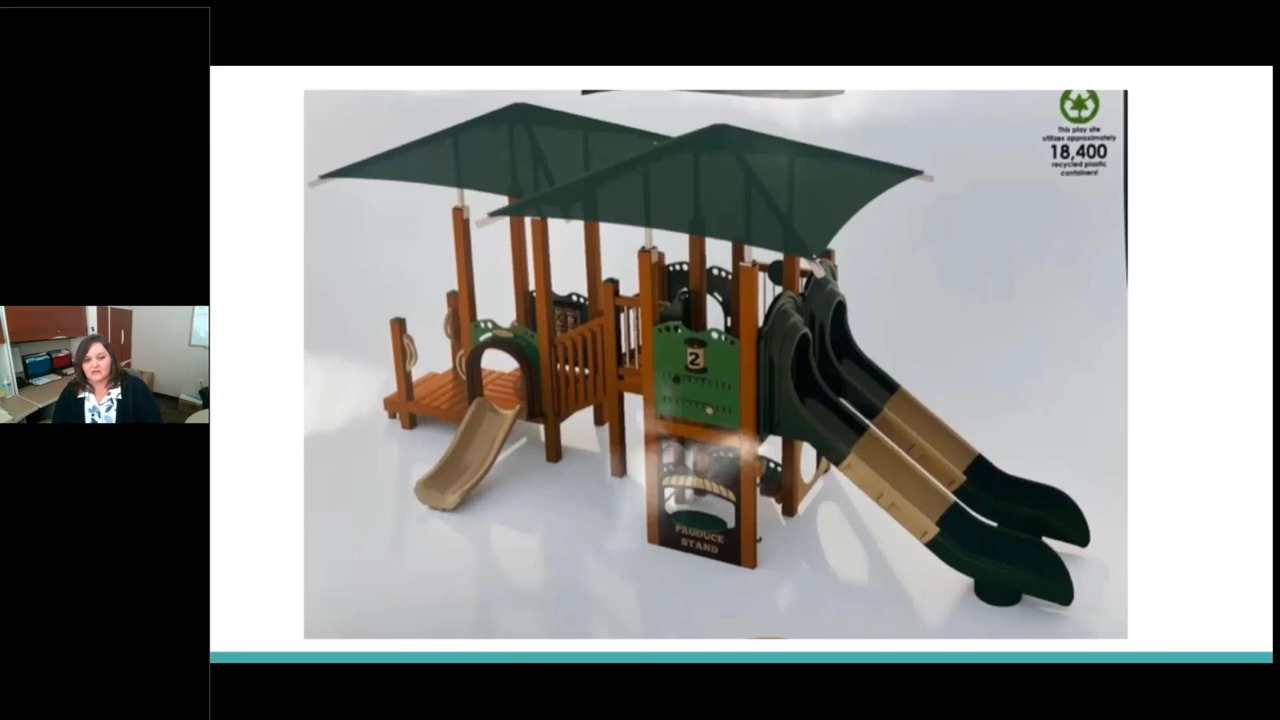 This play site
utilizes approximately
18,400
recycled plastic
containers!
2
PRODUCE
STAND